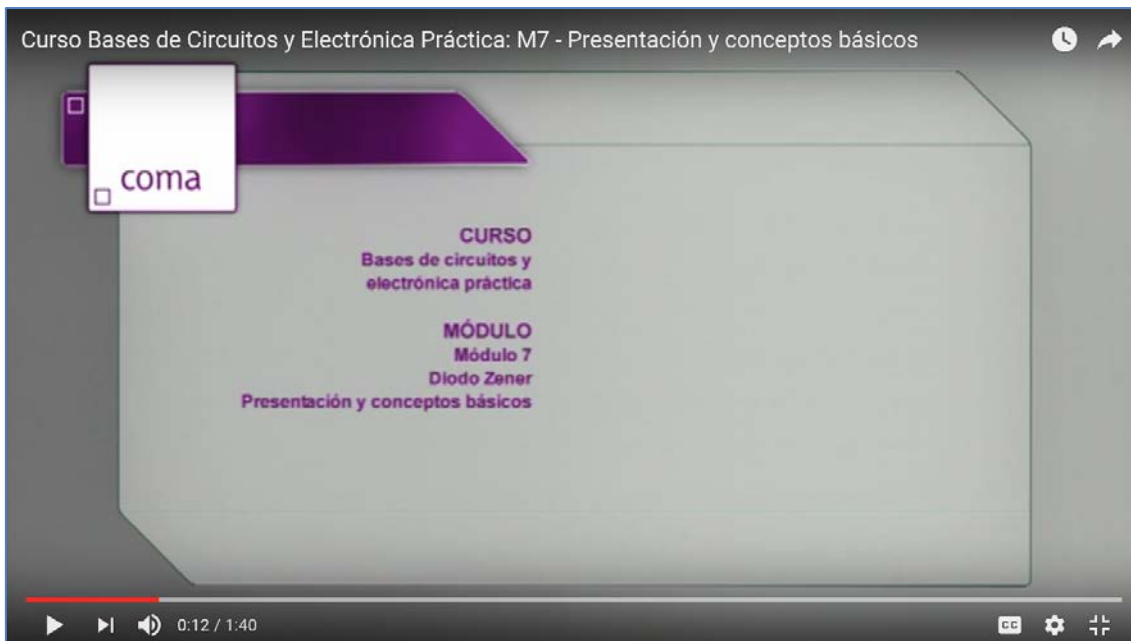 Curso Bases de Circuitos y Electrónica Práctica: M7 - Presentación y conceptos básicos
coma
CURSO
Bases de circuitos y
electrónica práctica
MÓDULO
Módulo 7
Diodo Zener
Presentación y conceptos básicos
0:12 / 1:40
CC